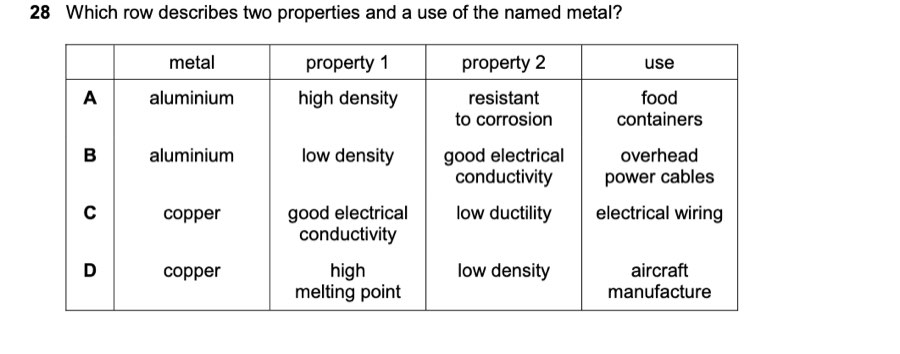 28 Which row describes two properties and a use of the named metal?
metal property 1 property 2 use
A aluminium high density resistant to corrosion food containers
B aluminium low density good electrical conductivity overhead power cables
C copper good electrical conductivity low ductility electrical wiring
D copper high melting point low density aircraft manufacture